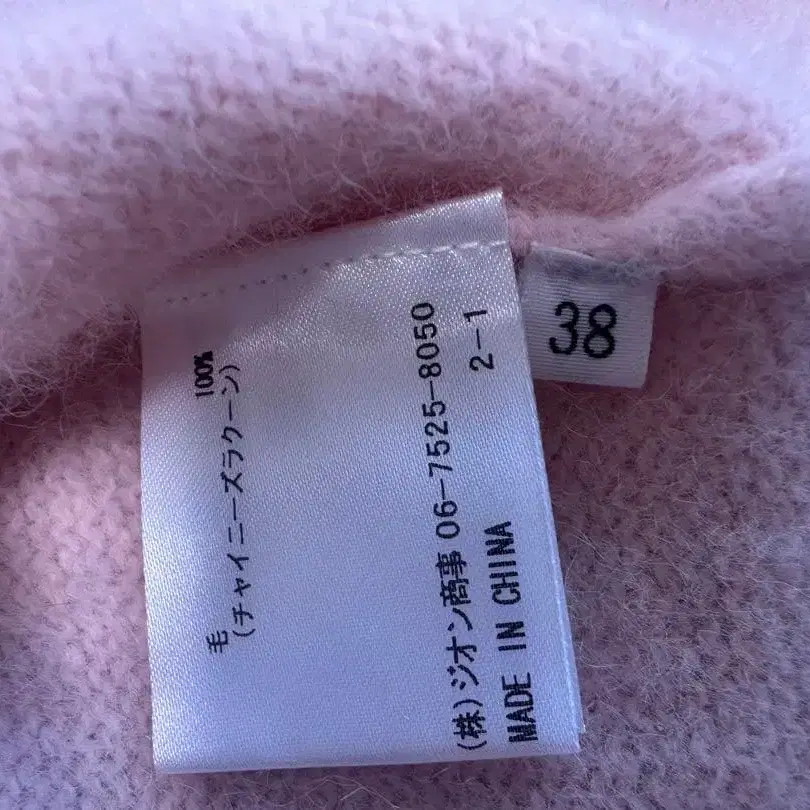 毛 100%
(チャイニーズラクーン)
(株)ジオン商事 06-7525-8050
MADE IN CHINA 2-1
38